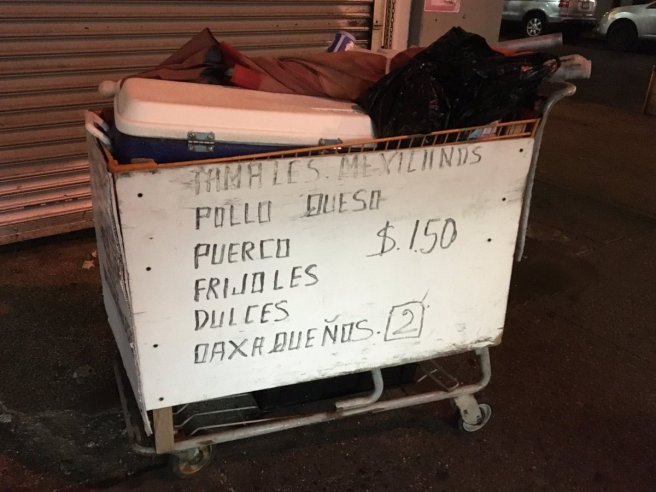 TAMALES MEXICANOS
POLLO QUESO
PUERCO $.1.50
FRIJOLES
DULCES
OAXAQUEÑOS. 2